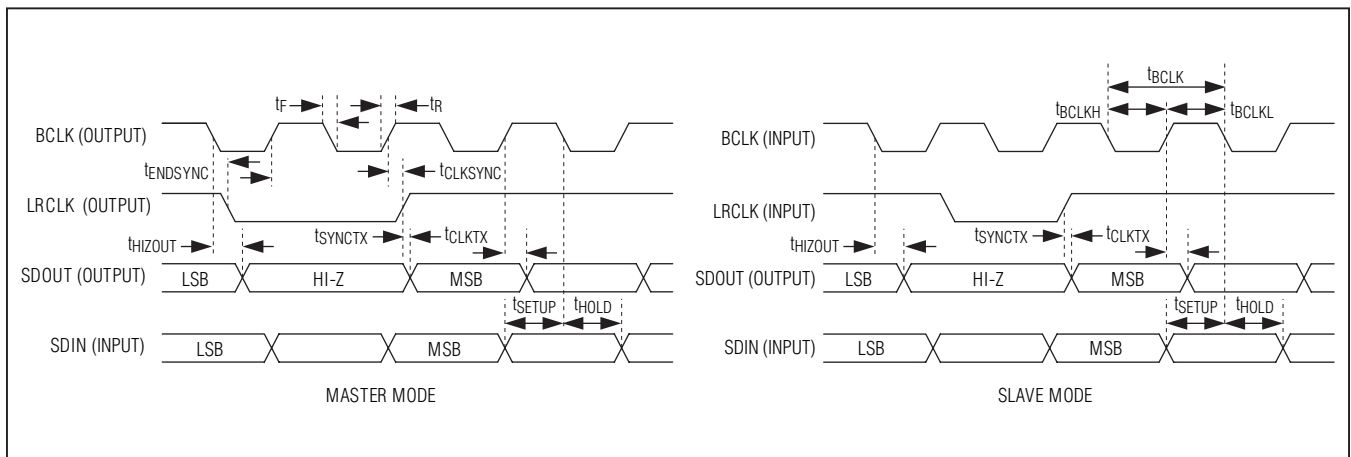 tF
tR
BCLK (OUTPUT)
tENDSYNC
tCLKSYNC
LRCLK (OUTPUT)
tHIZOUT
tSYNCTX
tCLKTX
SDOUT (OUTPUT)
LSB
HI-Z
MSB
tSETUP
tHOLD
SDIN (INPUT)
LSB
MSB
MASTER MODE
tBCLK
tBCLKH
tBCLKL
BCLK (INPUT)
LRCLK (INPUT)
tHIZOUT
tSYNCTX
tCLKTX
SDOUT (OUTPUT)
LSB
HI-Z
MSB
tSETUP
tHOLD
SDIN (INPUT)
LSB
MSB
SLAVE MODE